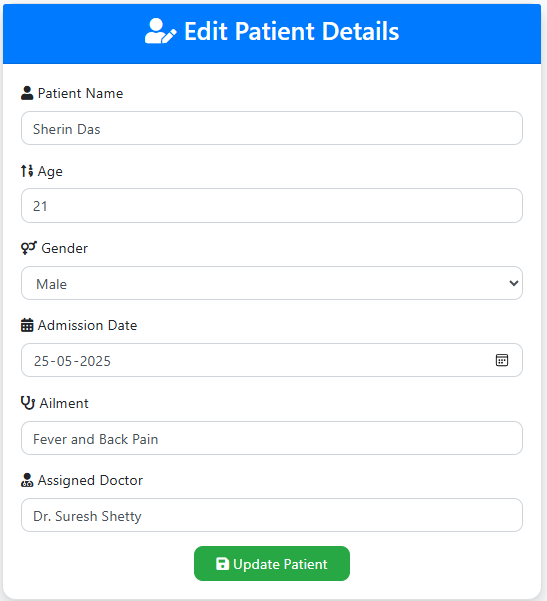 Edit Patient Details
Patient Name
Sherin Das
Age
21
Gender
Male
Admission Date
25-05-2025
Ailment
Fever and Back Pain
Assigned Doctor
Dr. Suresh Shetty
Update Patient